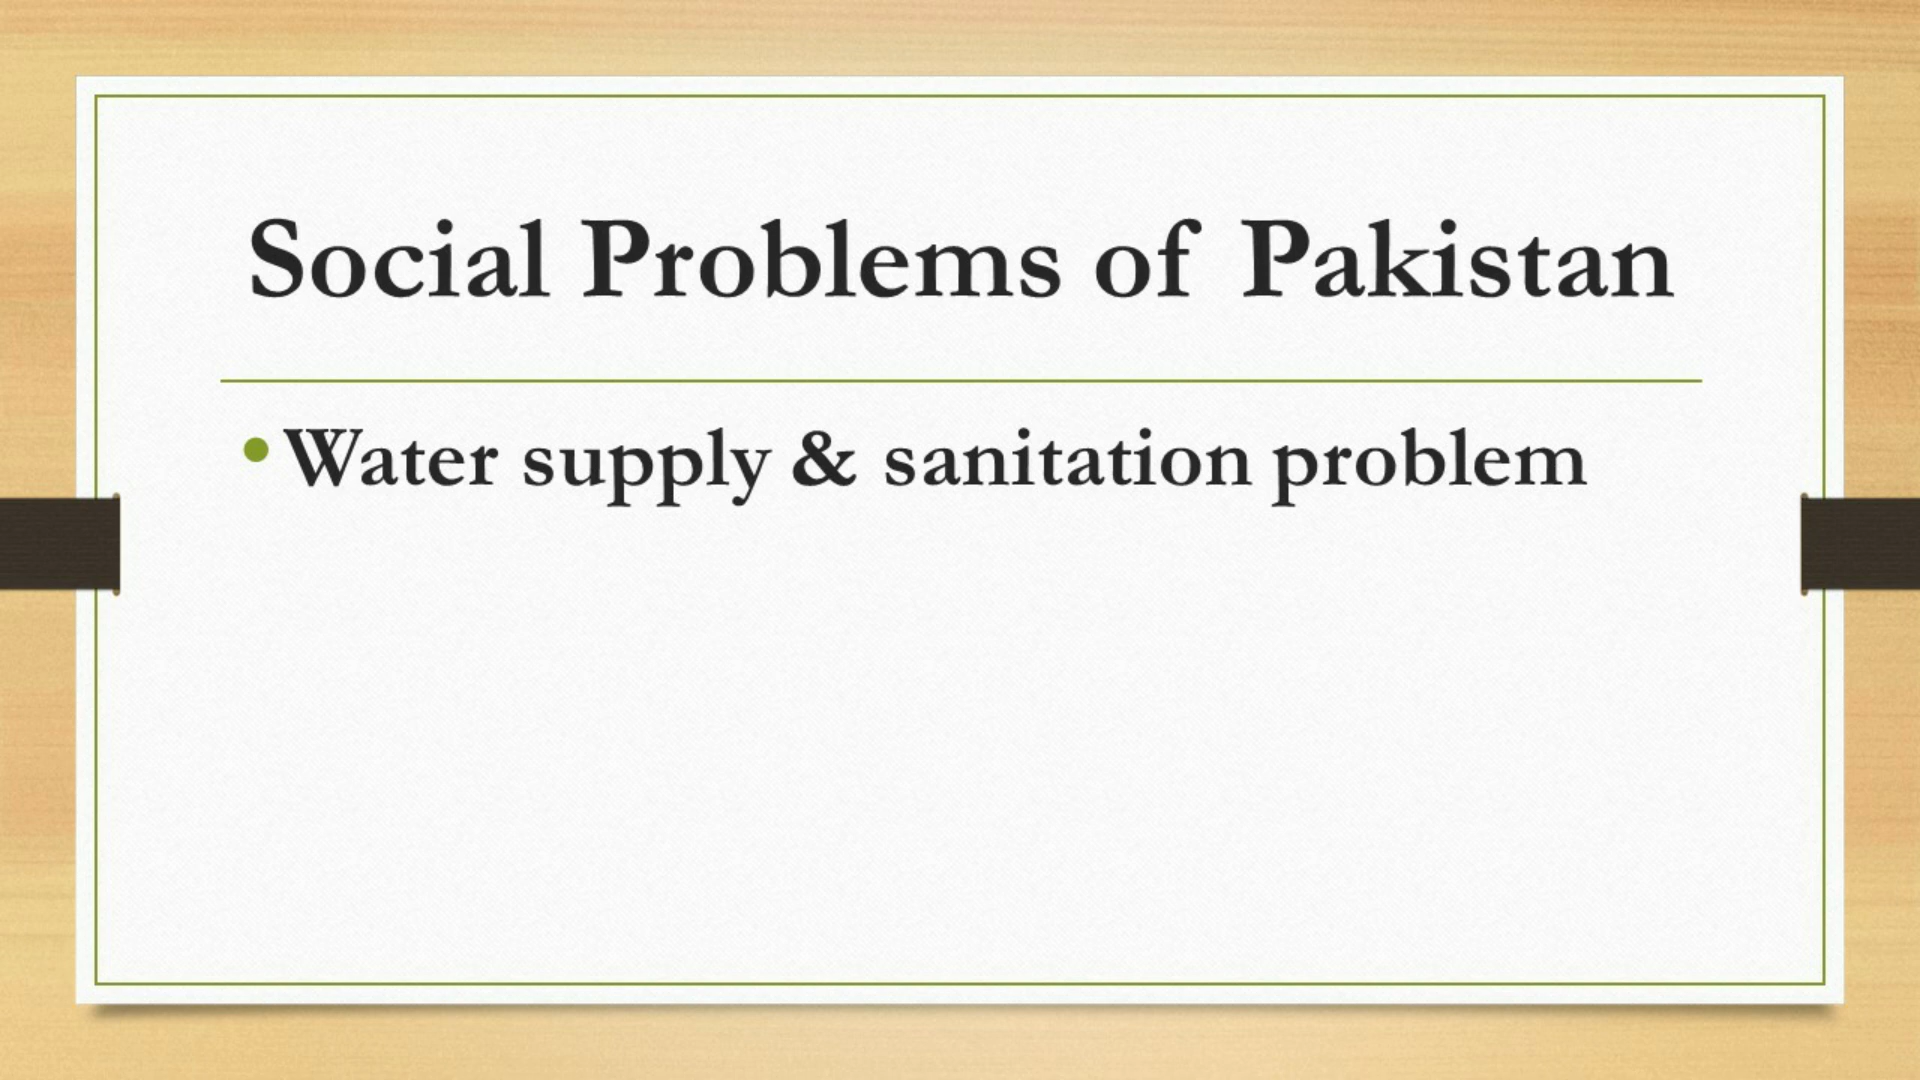 Social Problems of Pakistan
• Water supply & sanitation problem